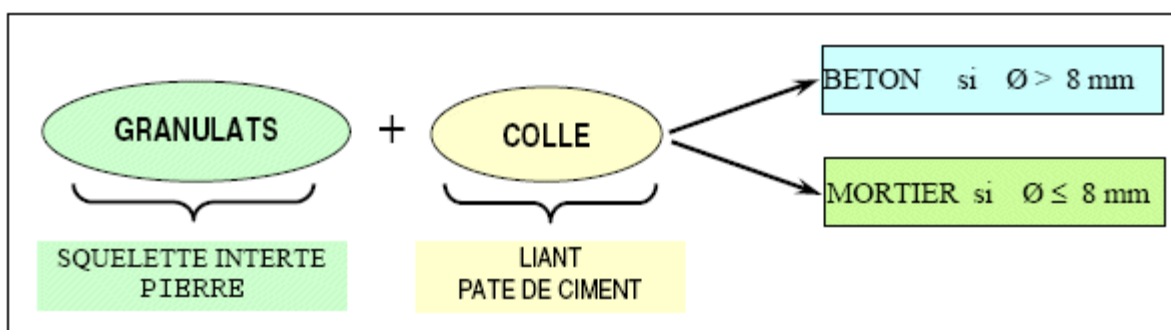 GRANULATS + COLLE
BETON si Ø > 8 mm
MORTIER si Ø ≤ 8 mm
SQUELETTE INTERTE
PIERRE
LIANT
PATE DE CIMENT